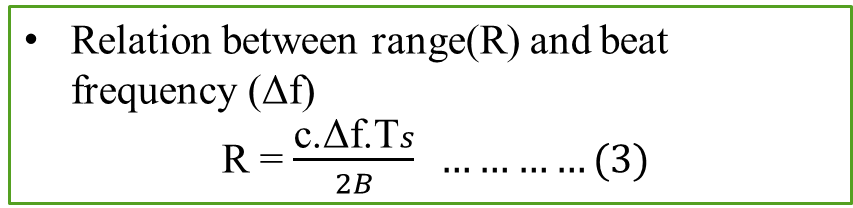 • Relation between range(R) and beat
frequency (Δf)
R = c.Δf.Ts / 2B ... ... ... ... (3)